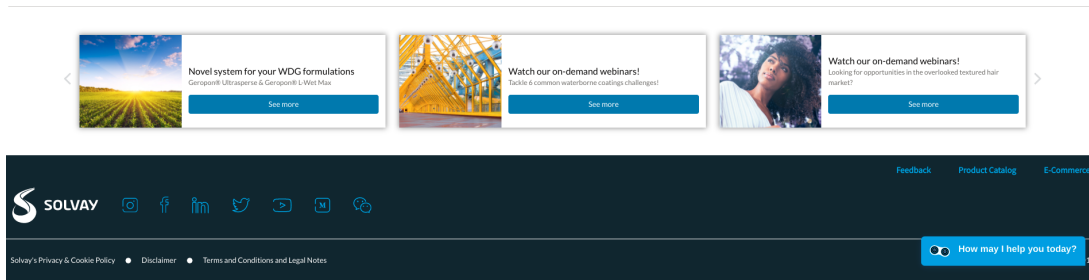 Novel system for your WDG formulations
Geropon® Ultrasperse & Geropon® L-Wet Max
See more
Watch our on-demand webinars!
Tackle 6 common waterborne coatings challenges!
See more
Watch our on-demand webinars!
Looking for opportunities in the overlooked textured hair
market?
See more
Feedback Product Catalog E-Commerce
SOLVAY
How may I help you today?
Solvay's Privacy & Cookie Policy ● Disclaimer ● Terms and Conditions and Legal Notes